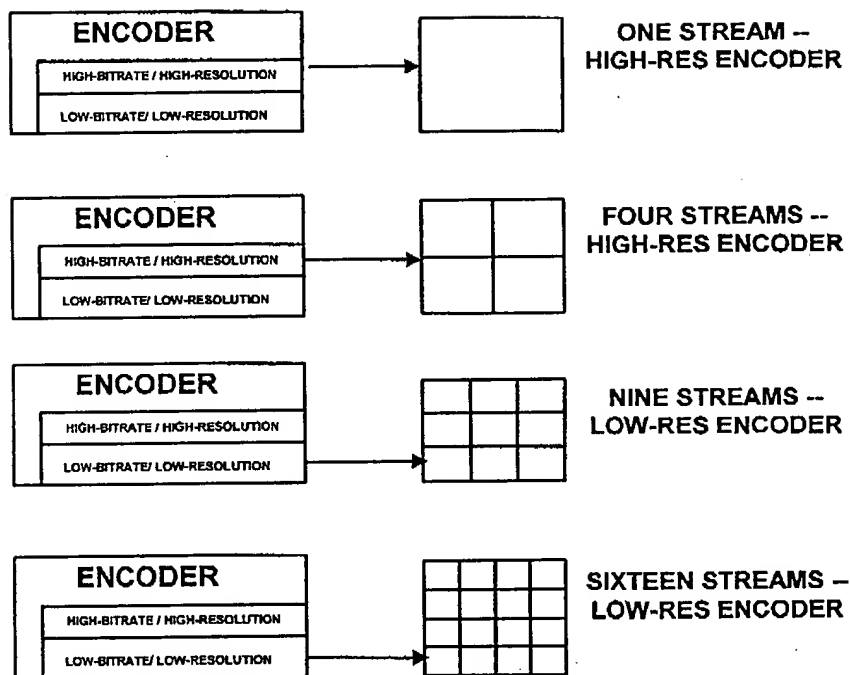 ENCODER
HIGH-BITRATE / HIGH-RESOLUTION
LOW-BITRATE/ LOW-RESOLUTION
ONE STREAM --
HIGH-RES ENCODER
ENCODER
HIGH-BITRATE / HIGH-RESOLUTION
LOW-BITRATE/ LOW-RESOLUTION
FOUR STREAMS --
HIGH-RES ENCODER
ENCODER
HIGH-BITRATE / HIGH-RESOLUTION
LOW-BITRATE/ LOW-RESOLUTION
NINE STREAMS --
LOW-RES ENCODER
ENCODER
HIGH-BITRATE / HIGH-RESOLUTION
LOW-BITRATE/ LOW-RESOLUTION
SIXTEEN STREAMS --
LOW-RES ENCODER